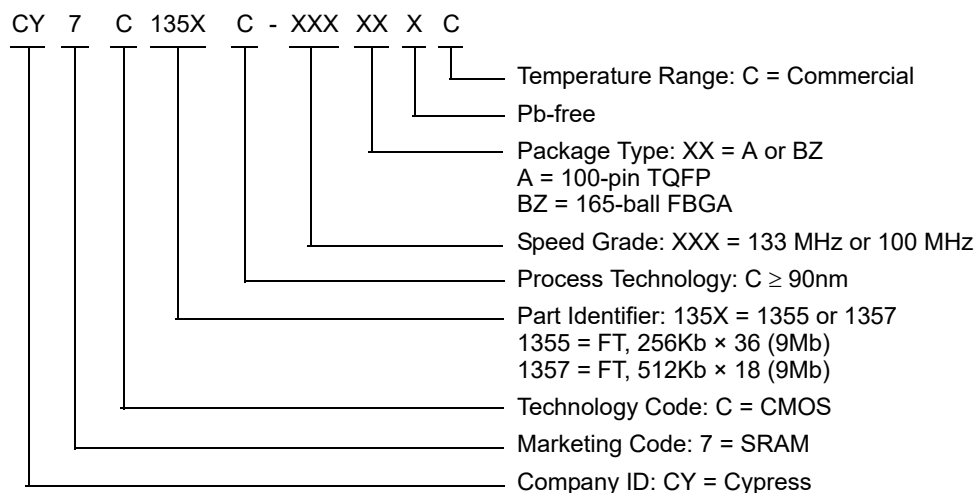 CY 7 C 135X C - XXX XX X C
Temperature Range: C = Commercial
Pb-free
Package Type: XX = A or BZ
A = 100-pin TQFP
BZ = 165-ball FBGA
Speed Grade: XXX = 133 MHz or 100 MHz
Process Technology: C ≥ 90nm
Part Identifier: 135X = 1355 or 1357
1355 = FT, 256Kb × 36 (9Mb)
1357 = FT, 512Kb × 18 (9Mb)
Technology Code: C = CMOS
Marketing Code: 7 = SRAM
Company ID: CY = Cypress